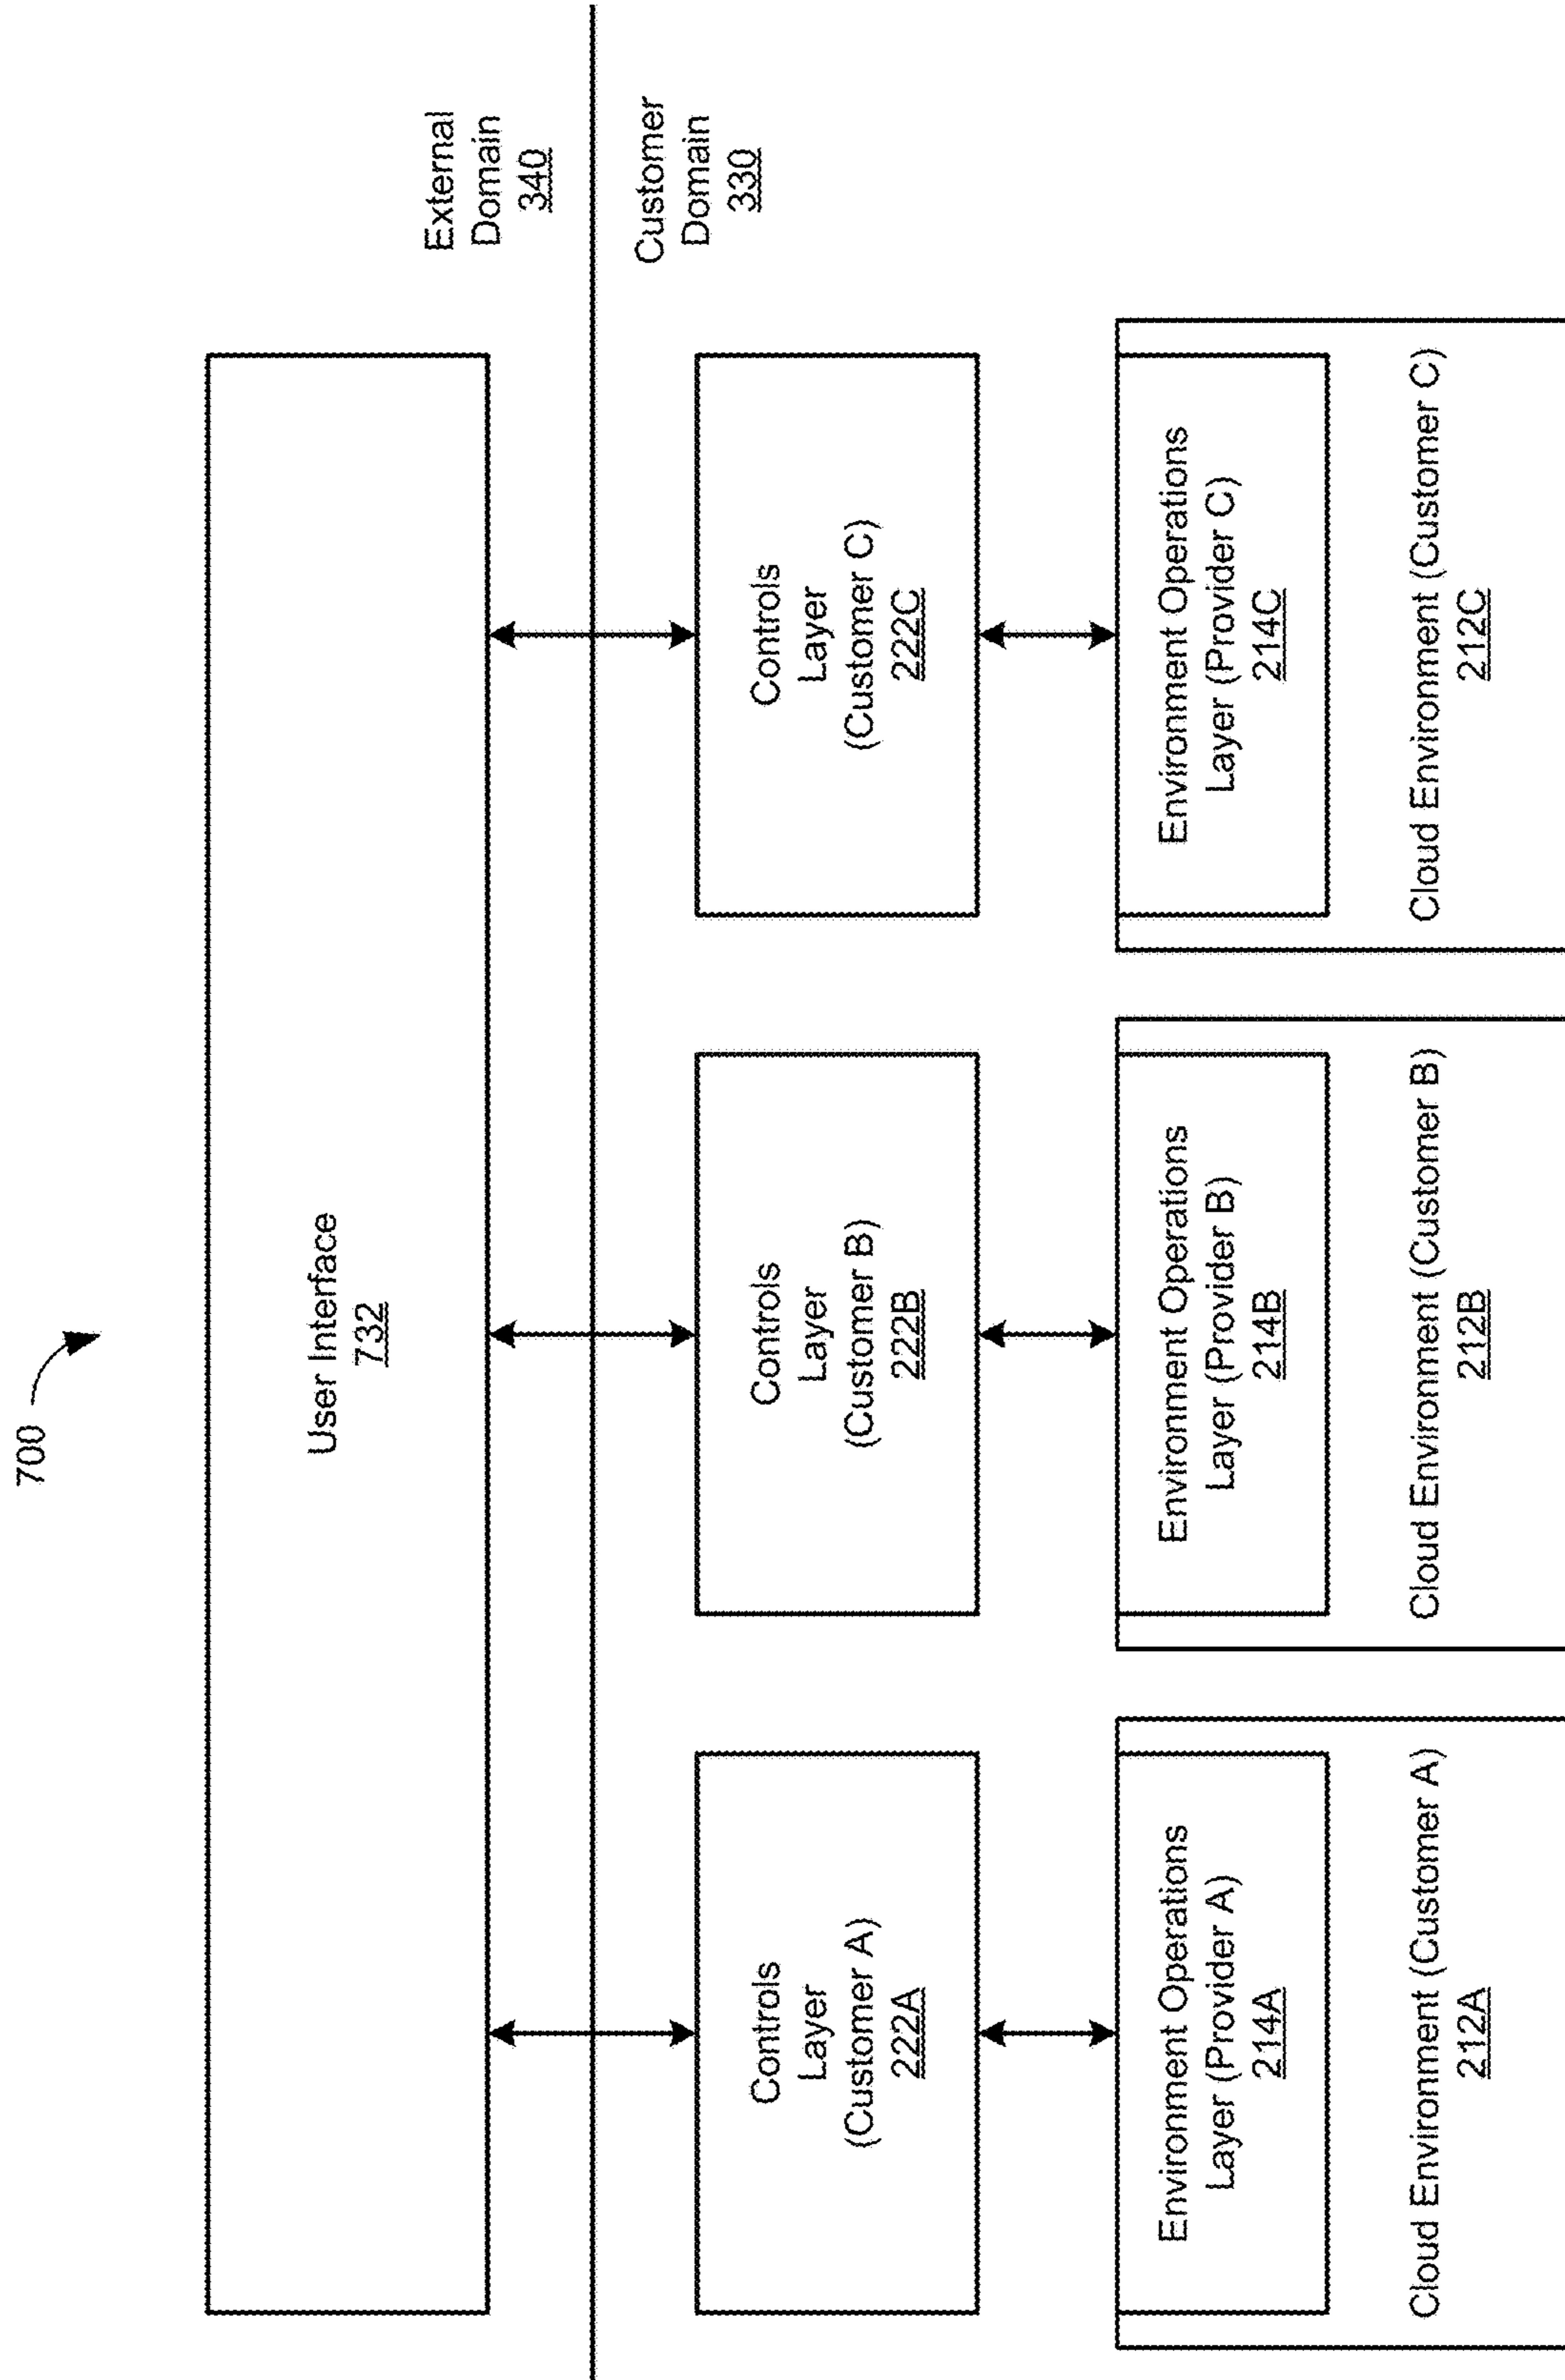 700
User Interface
732
External
Domain
340
Customer
Domain
330
Controls
Layer
(Customer A)
222A
Controls
Layer
(Customer B)
222B
Controls
Layer
(Customer C)
222C
Environment Operations
Layer (Provider A)
214A
Environment Operations
Layer (Provider B)
214B
Environment Operations
Layer (Provider C)
214C
Cloud Environment (Customer A)
212A
Cloud Environment (Customer B)
212B
Cloud Environment (Customer C)
212C